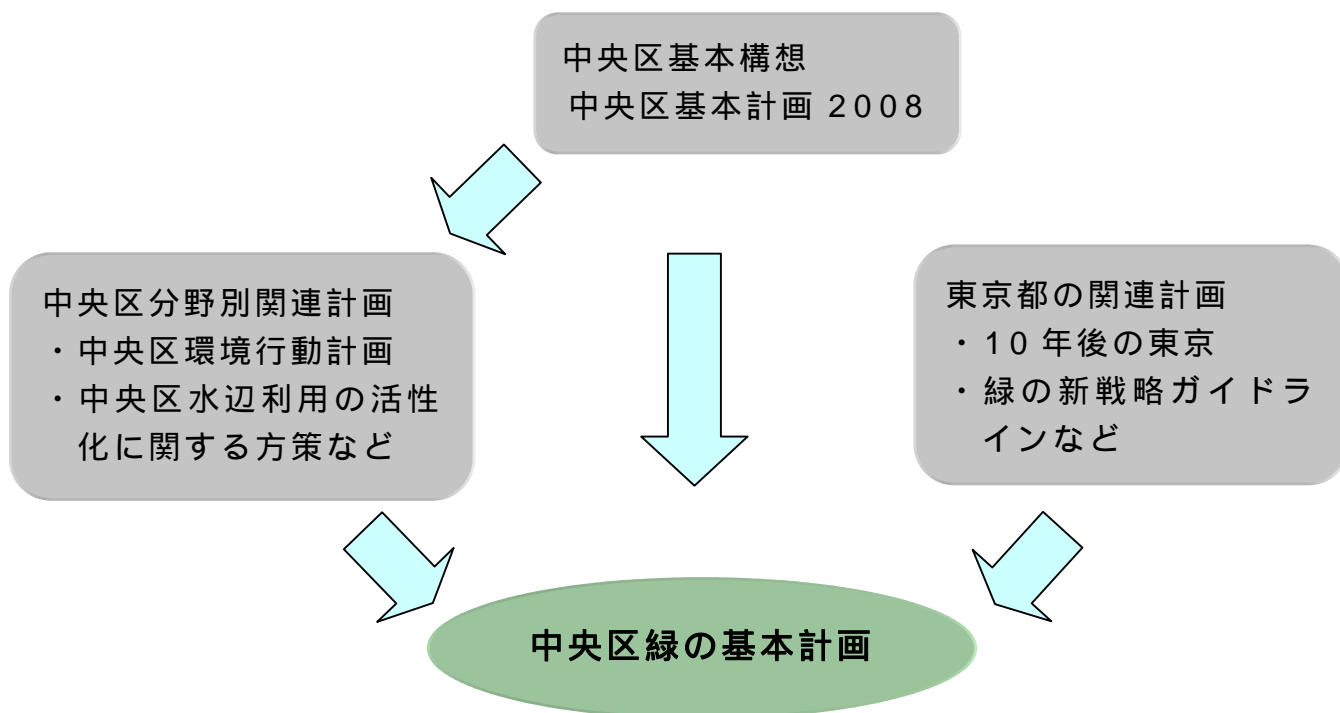 中央区基本構想
中央区基本計画 2008
中央区分野別関連計画
・中央区環境行動計画
・中央区水辺利用の活性
化に関する方策など
東京都の関連計画
・10 年後の東京
・緑の新戦略ガイドラ
インなど
中央区緑の基本計画